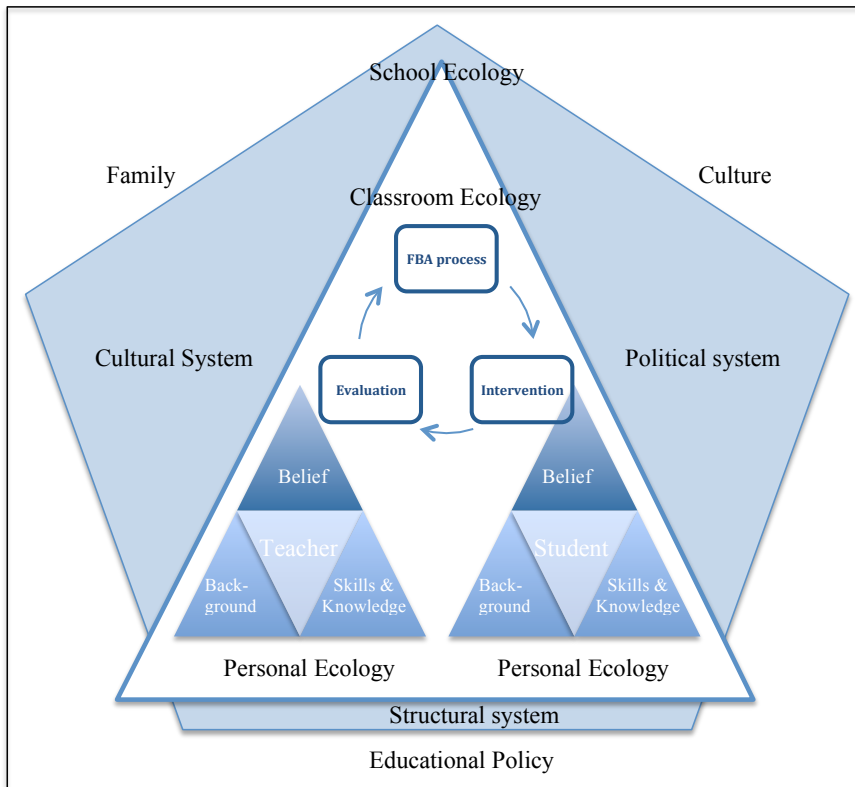 School Ecology
Family
Culture
Classroom Ecology
FBA process
Cultural System
Political system
Evaluation
Intervention
Belief
Belief
Teacher
Student
Back-
ground
Skills &
Knowledge
Back-
ground
Skills &
Knowledge
Personal Ecology
Personal Ecology
Structural system
Educational Policy